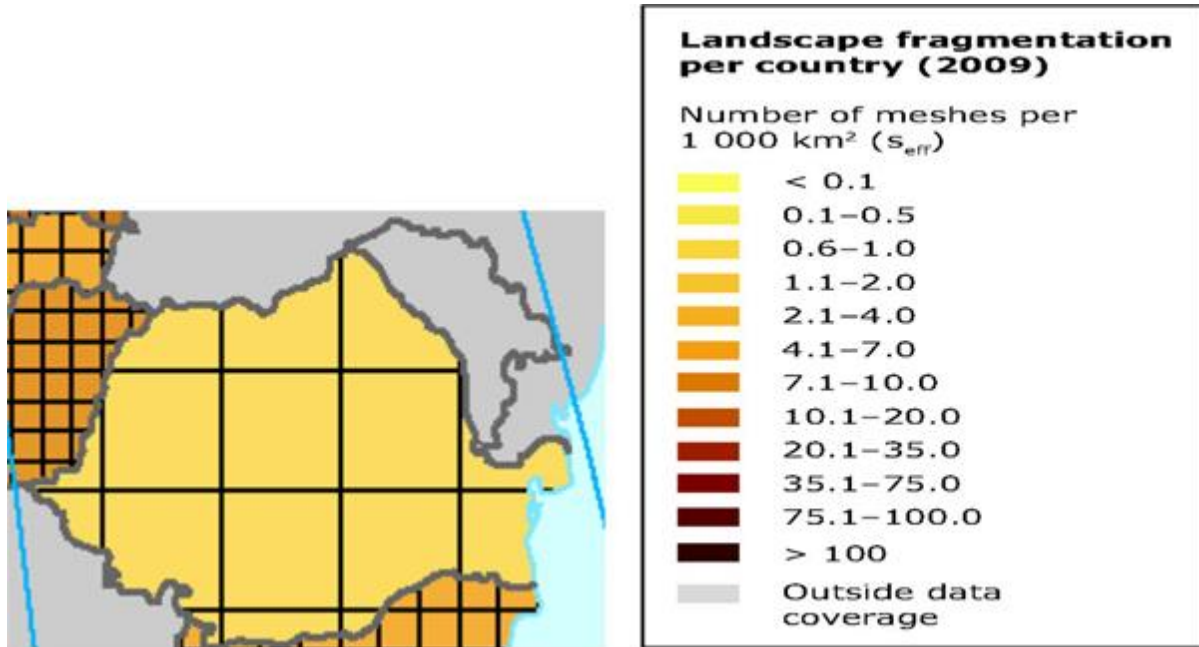 Landscape fragmentation
per country (2009)
Number of meshes per
1 000 km² (s_eff)
< 0.1
0.1–0.5
0.6–1.0
1.1–2.0
2.1–4.0
4.1–7.0
7.1–10.0
10.1–20.0
20.1–35.0
35.1–75.0
75.1–100.0
> 100
Outside data
coverage